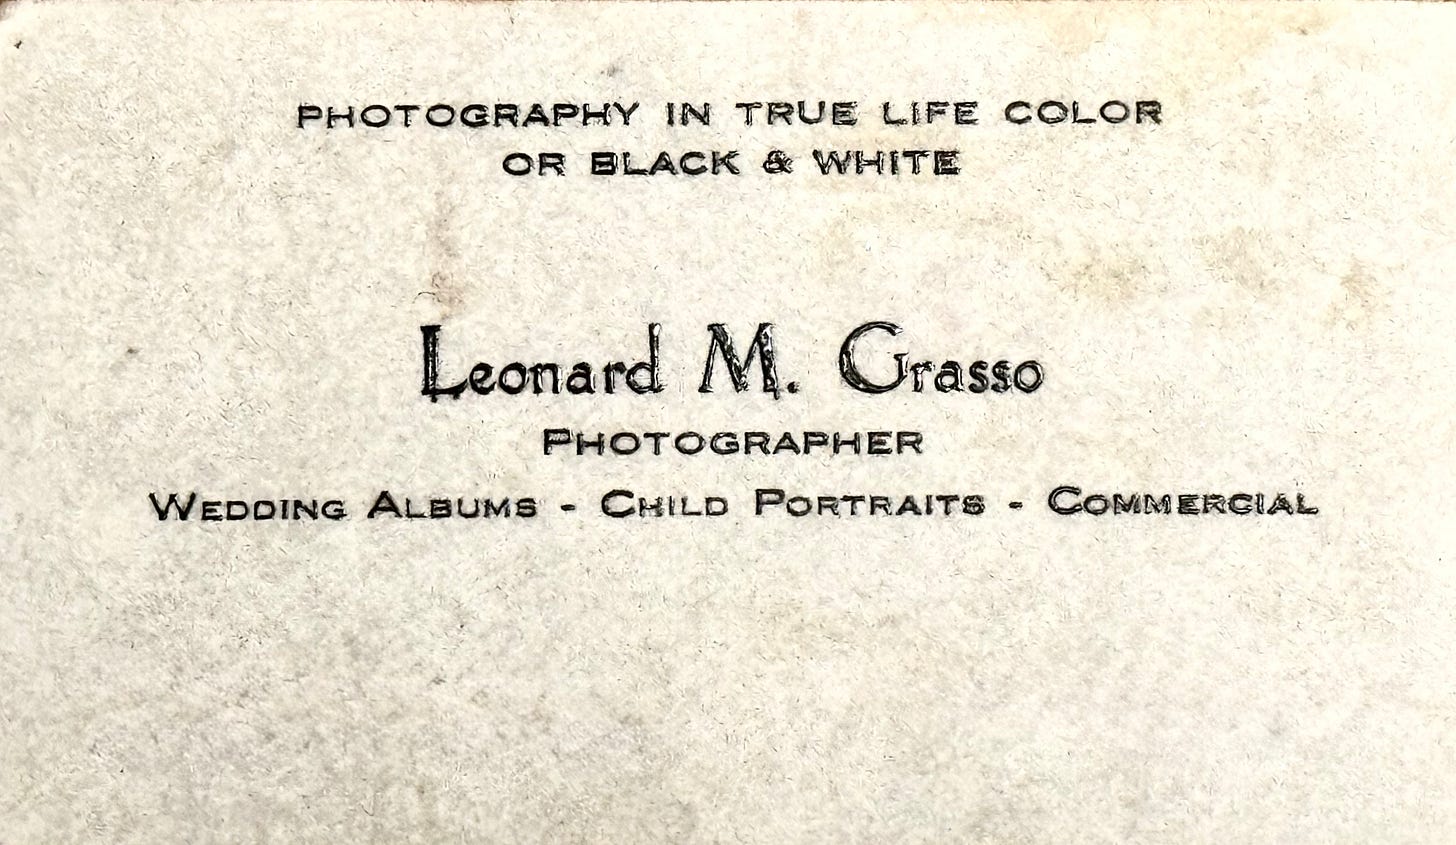 PHOTOGRAPHY IN TRUE LIFE COLOR
OR BLACK & WHITE
Leonard M. Grasso
PHOTOGRAPHER
WEDDING ALBUMS - CHILD PORTRAITS - COMMERCIAL